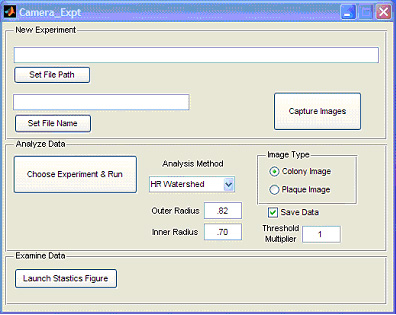 Camera_Expt
New Experiment
Set File Path
Set File Name
Capture Images
Analyze Data
Choose Experiment & Run
Analysis Method
HR Watershed
Outer Radius .82
Inner Radius .70
Image Type
Colony Image
Plaque Image
Save Data
Threshold
Multiplier 1
Examine Data
Launch Stastics Figure